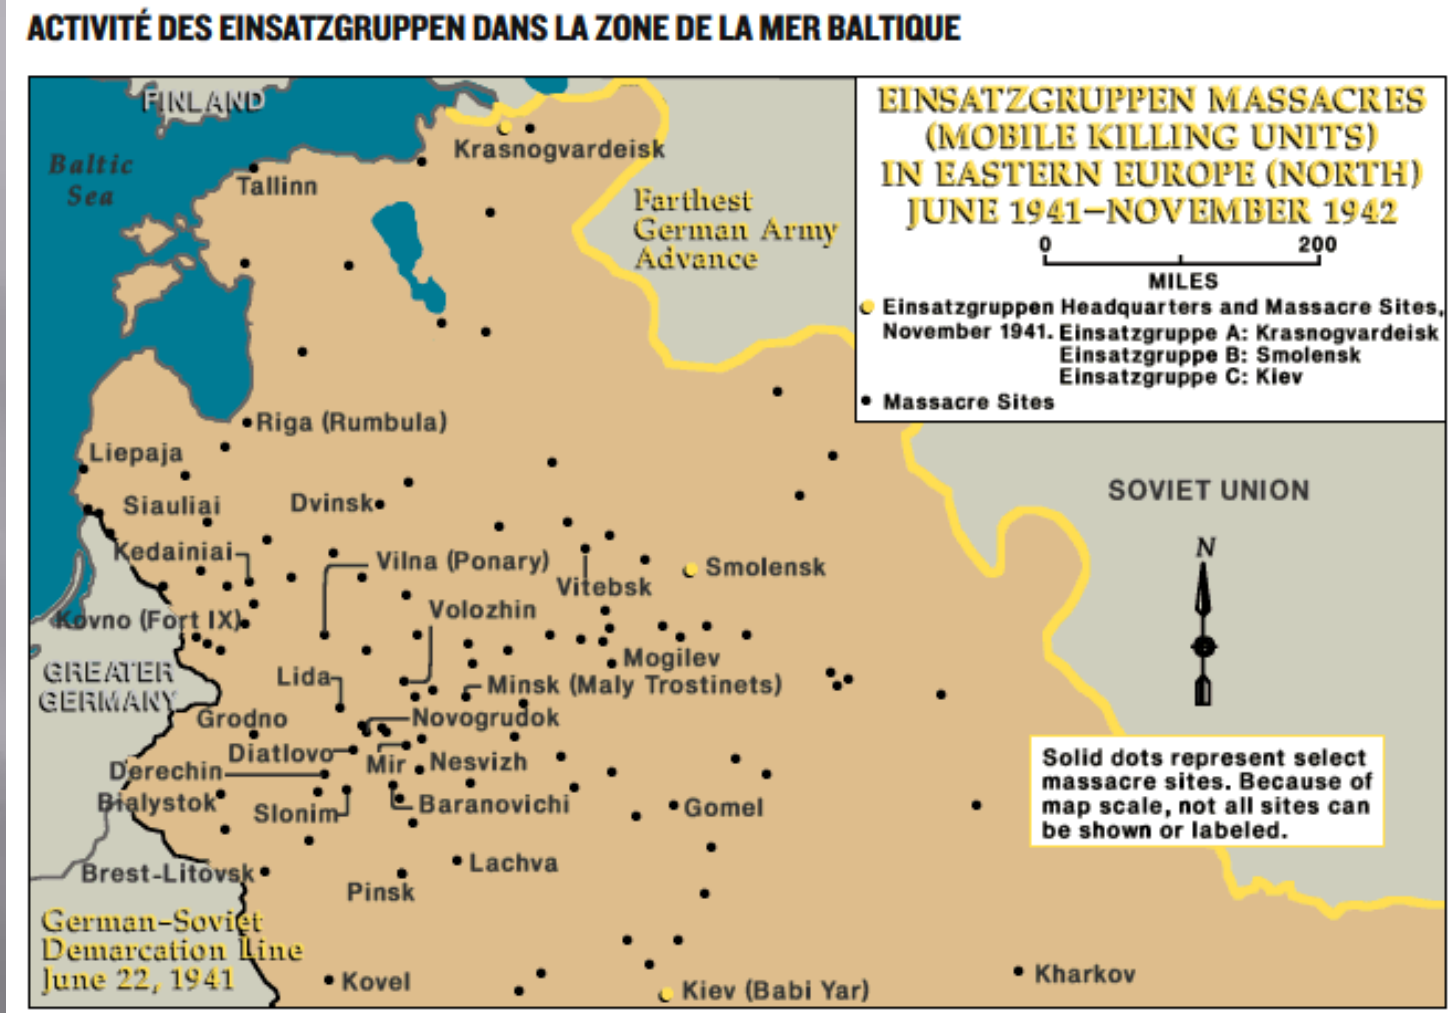 ACTIVITÉ DES EINSATZGRUPPEN DANS LA ZONE DE LA MER BALTIQUE
FINLAND
Baltic
Sea
Krasnogvardeisk
Tallinn
Farthest
German Army
Advance
EINSATZGRUPPEN MASSACRES
(MOBILE KILLING UNITS)
IN EASTERN EUROPE (NORTH)
JUNE 1941–NOVEMBER 1942
0 200
MILES
Einsatzgruppen Headquarters and Massacre Sites,
November 1941. Einsatzgruppe A: Krasnogvardeisk
Einsatzgruppe B: Smolensk
Einsatzgruppe C: Kiev
Massacre Sites
Riga (Rumbula)
Liepaja
Siauliai
Dvinsk
SOVIET UNION
Kedainiai
Vilna (Ponary)
Vitebsk
Smolensk
N
Volozhin
Kovno (Fort IX)
GREATER
GERMANY
Lida
Mogilev
Minsk (Maly Trostinets)
Grodno
Novogrudok
Diatlovo
Mir
Nesvizh
Derechin
Bialystok
Slonim
Baranovichi
Gomel
Solid dots represent select
massacre sites. Because of
map scale, not all sites can
be shown or labeled.
Brest-Litovsk
Lachva
Pinsk
German-Soviet
Demarcation Line
June 22, 1941
Kovel
Kiev (Babi Yar)
Kharkov